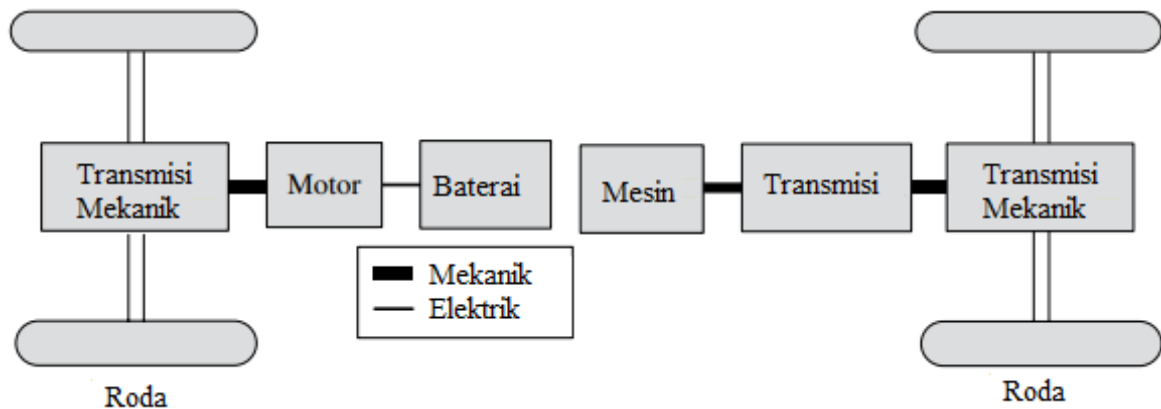 Transmisi
Mekanik
Motor
Baterai
Mesin
Transmisi
Transmisi
Mekanik
Mekanik
Elektrik
Roda
Roda